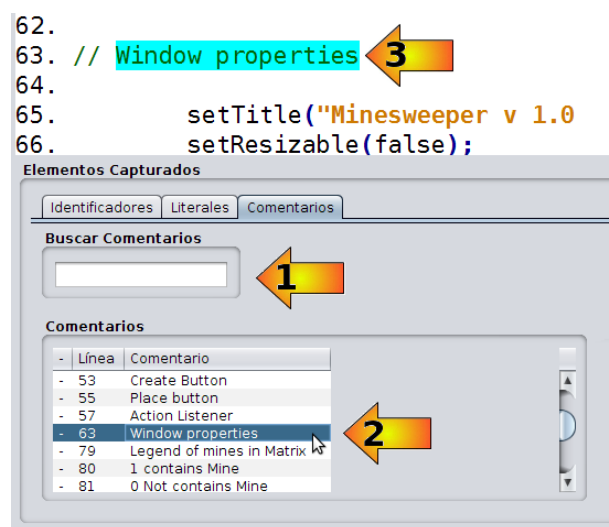 62.
63. // Window properties 3
64.
65. setTitle("Minesweeper v 1.0
66. setResizable(false);
Elementos Capturados
Identificadores Literales Comentarios
Buscar Comentarios
1
Comentarios
- Línea Comentario
- 53 Create Button
- 55 Place button
- 57 Action Listener
- 63 Window properties 2
- 79 Legend of mines in Matrix
- 80 1 contains Mine
- 81 0 Not contains Mine